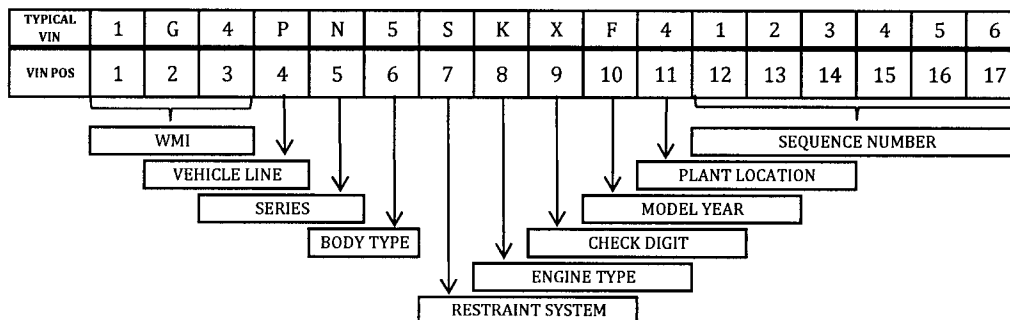 TYPICAL VIN 1 G 4 P N 5 S K X F 4 1 2 3 4 5 6
VIN POS 1 2 3 4 5 6 7 8 9 10 11 12 13 14 15 16 17
WMI SEQUENCE NUMBER
VEHICLE LINE PLANT LOCATION
SERIES MODEL YEAR
BODY TYPE CHECK DIGIT
ENGINE TYPE
RESTRAINT SYSTEM